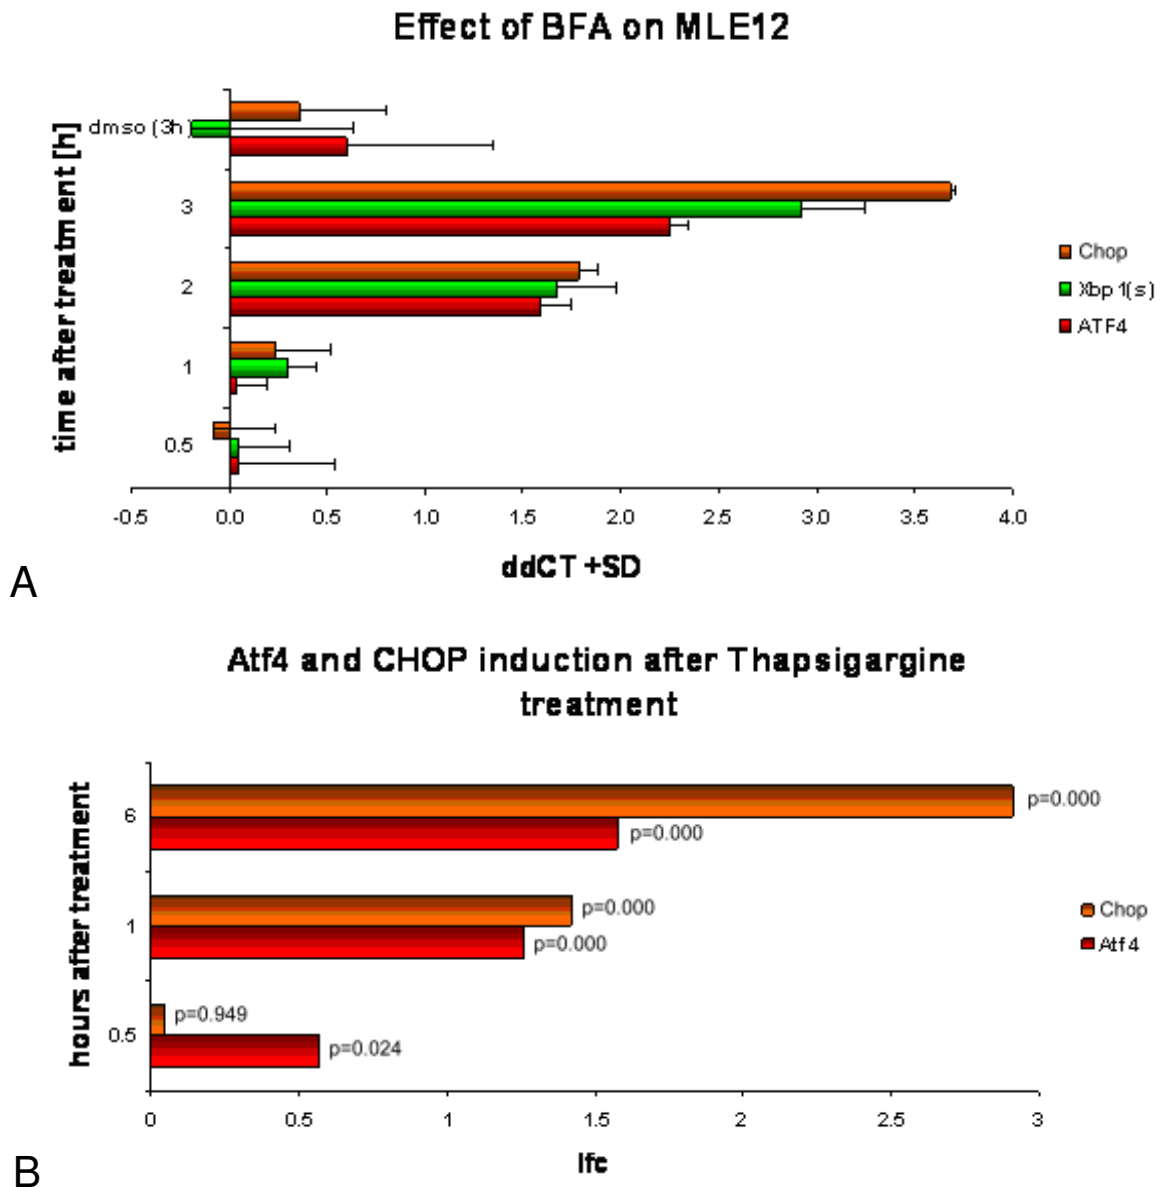 Effect of BFA on MLE12
time after treatment [h]
dmso (3h)
3
2
1
0.5
-0.5 0.0 0.5 1.0 1.5 2.0 2.5 3.0 3.5 4.0
ddCT +SD
Chop
Xbp1(s)
ATF4
A
Atf4 and CHOP induction after Thapsigargine
treatment
hours after treatment
6
p=0.000
p=0.000
1
p=0.000
p=0.000
0.5
p=0.949
p=0.024
0 0.5 1 1.5 2 2.5 3
lfc
Chop
Atf4
B